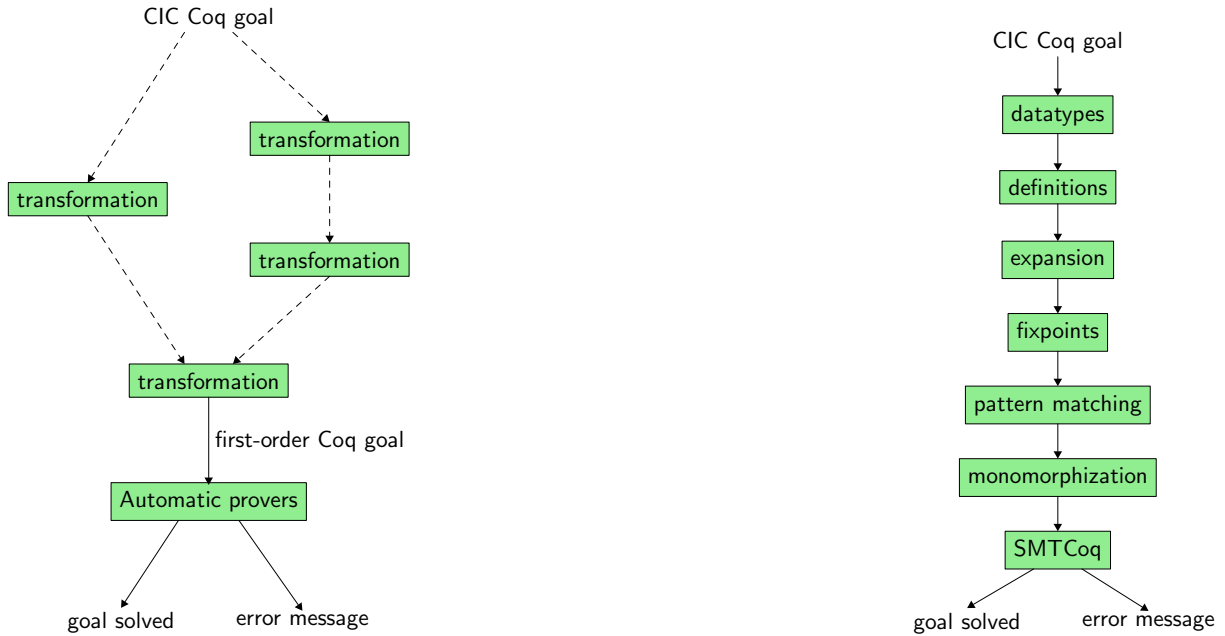 CIC Coq goal
transformation
transformation
transformation
transformation
first-order Coq goal
Automatic provers
goal solved
error message
CIC Coq goal
datatypes
definitions
expansion
fixpoints
pattern matching
monomorphization
SMTCoq
goal solved
error message